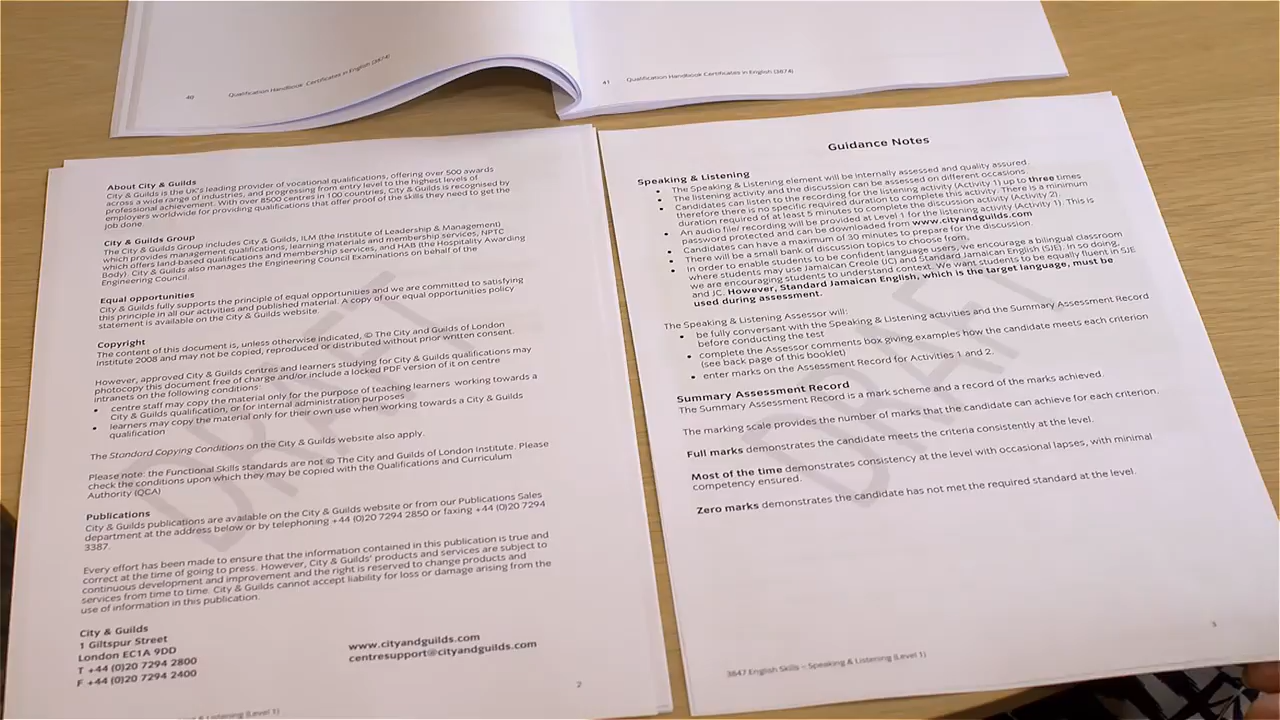 40
Qualification Handbook Certificates in English (3874)
41
Qualification Handbook Certificates in English (3874)
About City & Guilds
City & Guilds is the UK's leading provider of vocational qualifications, offering over 500 awards
across a wide range of industries, and progressing from entry level to the highest levels of
professional achievement. With over 8500 centres in 100 countries, City & Guilds is recognised by
employers worldwide for providing qualifications that offer proof of the skills they need to get the
job done.
City & Guilds Group
The City & Guilds Group includes City & Guilds, ILM (the Institute of Leadership & Management)
which provides management qualifications, learning materials and membership services, NPTC
which offers land-based qualifications and membership services, and HAB (the Hospitality Awarding
Body). City & Guilds also manages the Engineering Council Examinations on behalf of the
Engineering Council.
Equal opportunities
City & Guilds fully supports the principle of equal opportunities and we are committed to satisfying
this principle in all our activities and published material. A copy of our equal opportunities policy
statement is available on the City & Guilds website.
Copyright
The content of this document is, unless otherwise indicated, © The City and Guilds of London
Institute 2008 and may not be copied, reproduced or distributed without prior written consent.
However, approved City & Guilds centres and learners studying for City & Guilds qualifications may
photocopy this document free of charge and/or include a locked PDF version of it on centre
intranets on the following conditions:
• centre staff may copy the material only for the purpose of teaching learners working towards a
City & Guilds qualification, or for internal administration purposes
• learners may copy the material only for their own use when working towards a City & Guilds
qualification
The Standard Copying Conditions on the City & Guilds website also apply.
Please note: the Functional Skills standards are not © The City and Guilds of London Institute. Please
check the conditions upon which they may be copied with the Qualifications and Curriculum
Authority (QCA)
Publications
City & Guilds publications are available on the City & Guilds website or from our Publications Sales
department at the address below or by telephoning +44 (0)20 7294 2850 or faxing +44 (0)20 7294
3387.
Every effort has been made to ensure that the information contained in this publication is true and
correct at the time of going to press. However, City & Guilds' products and services are subject to
continuous development and improvement and the right is reserved to change products and
services from time to time. City & Guilds cannot accept liability for loss or damage arising from the
use of information in this publication.
City & Guilds
1 Giltspur Street
London EC1A 9DD
T +44 (0)20 7294 2800
F +44 (0)20 7294 2400
www.cityandguilds.com
centresupport@cityandguilds.com
2
& Listening (Level 1)
DRAFT
Guidance Notes
Speaking & Listening
• The Speaking & Listening element will be internally assessed and quality assured.
• The listening activity and the discussion can be assessed on different occasions.
• Candidates can listen to the recording for the listening activity (Activity 1) up to three times
therefore there is no specific required duration to complete this activity. There is a minimum
duration required of at least 5 minutes to complete the discussion activity (Activity 2).
• An audio file/ recording will be provided at Level 1 for the listening activity (Activity 1). This is
password protected and can be downloaded from www.cityandguilds.com
• Candidates can have a maximum of 30 minutes to prepare for the discussion.
• There will be a small bank of discussion topics to choose from.
• In order to enable students to be confident language users, we encourage a bilingual classroom
where students may use Jamaican Creole (JC) and Standard Jamaican English (SJE). In so doing,
we are encouraging students to understand context. We want students to be equally fluent in SJE
and JC. However, Standard Jamaican English, which is the target language, must be
used during assessment.
The Speaking & Listening Assessor will:
• be fully conversant with the Speaking & Listening activities and the Summary Assessment Record
before conducting the test
• complete the Assessor comments box giving examples how the candidate meets each criterion
(see back page of this booklet)
• enter marks on the Assessment Record for Activities 1 and 2.
Summary Assessment Record
The Summary Assessment Record is a mark scheme and a record of the marks achieved.
The marking scale provides the number of marks that the candidate can achieve for each criterion.
Full marks demonstrates the candidate meets the criteria consistently at the level.
Most of the time demonstrates consistency at the level with occasional lapses, with minimal
competency ensured.
Zero marks demonstrates the candidate has not met the required standard at the level.
3
3847 English Skills – Speaking & Listening (Level 1)
DRAFT